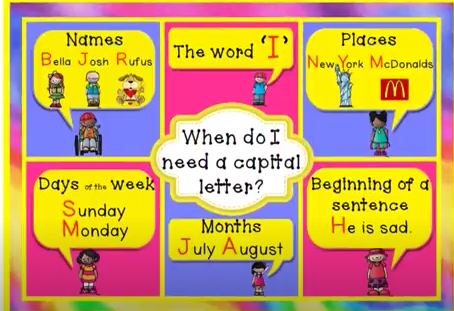 Names
Bella Josh Rufus
The word 'I'
Places
New York McDonalds
M
When do I
need a capital
letter?
Days of the week
Sunday
Monday
Months
July August
Beginning of a
sentence
He is sad.